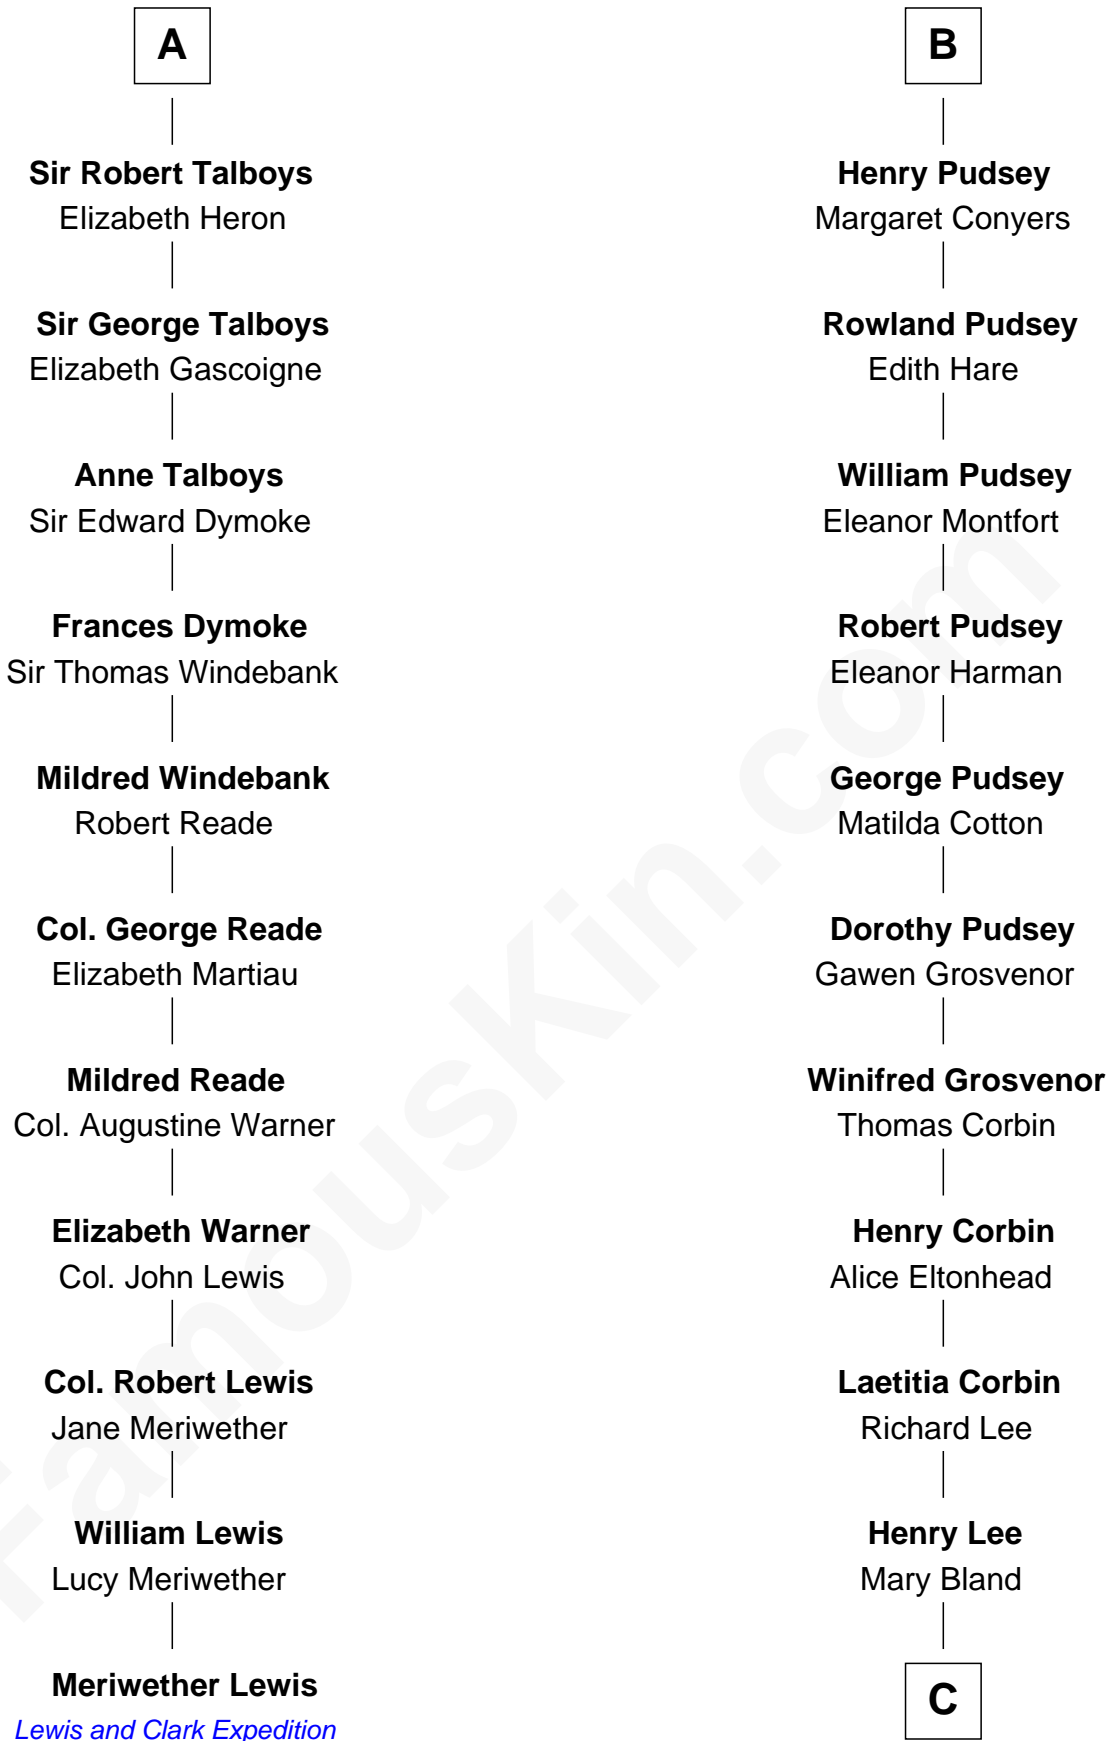 A
Sir Robert Talboys
Elizabeth Heron
Sir George Talboys
Elizabeth Gascoigne
Anne Talboys
Sir Edward Dymoke
Frances Dymoke
Sir Thomas Windebank
Mildred Windebank
Robert Reade
Col. George Reade
Elizabeth Martiau
Mildred Reade
Col. Augustine Warner
Elizabeth Warner
Col. John Lewis
Col. Robert Lewis
Jane Meriwether
William Lewis
Lucy Meriwether
Meriwether Lewis
Lewis and Clark Expedition
B
Henry Pudsey
Margaret Conyers
Rowland Pudsey
Edith Hare
William Pudsey
Eleanor Montfort
Robert Pudsey
Eleanor Harman
George Pudsey
Matilda Cotton
Dorothy Pudsey
Gawen Grosvenor
Winifred Grosvenor
Thomas Corbin
Henry Corbin
Alice Eltonhead
Laetitia Corbin
Richard Lee
Henry Lee
Mary Bland
C
FamousKin.com